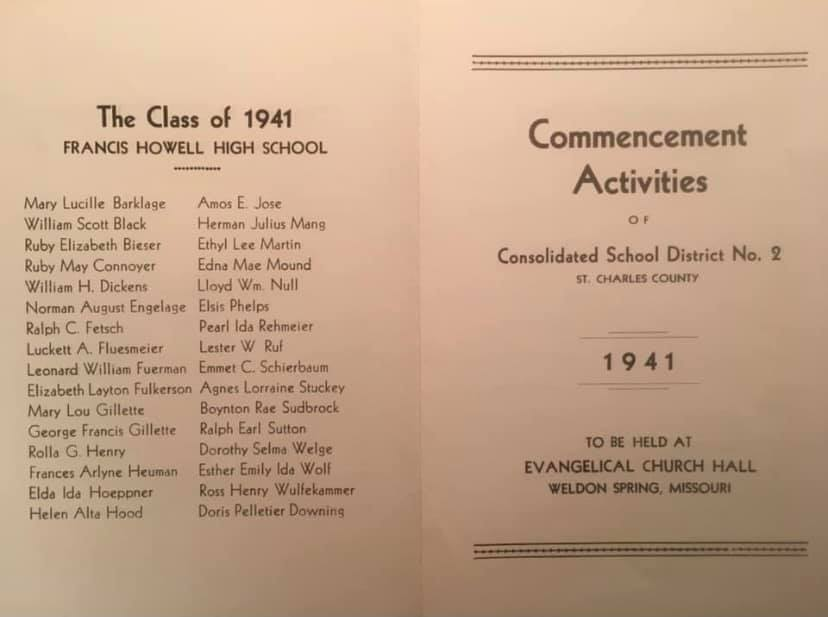 The Class of 1941
FRANCIS HOWELL HIGH SCHOOL
Mary Lucille Barklage
William Scott Black
Ruby Elizabeth Bieser
Ruby May Connoyer
William H. Dickens
Norman August Engelage
Ralph C. Fetsch
Luckett A. Fluesmeier
Leonard William Fuerman
Elizabeth Layton Fulkerson
Mary Lou Gillette
George Francis Gillette
Rolla G. Henry
Frances Arlyne Heuman
Elda Ida Hoeppner
Helen Alta Hood
Amos E. Jose
Herman Julius Mang
Ethyl Lee Martin
Edna Mae Mound
Lloyd Wm. Null
Elsis Phelps
Pearl Ida Rehmeier
Lester W Ruf
Emmet C. Schierbaum
Agnes Lorraine Stuckey
Boynton Rae Sudbrock
Ralph Earl Sutton
Dorothy Selma Welge
Esther Emily Ida Wolf
Ross Henry Wulfekammer
Doris Pelletier Downing
Commencement
Activities
OF
Consolidated School District No. 2
ST. CHARLES COUNTY
1941
TO BE HELD AT
EVANGELICAL CHURCH HALL
WELDON SPRING, MISSOURI